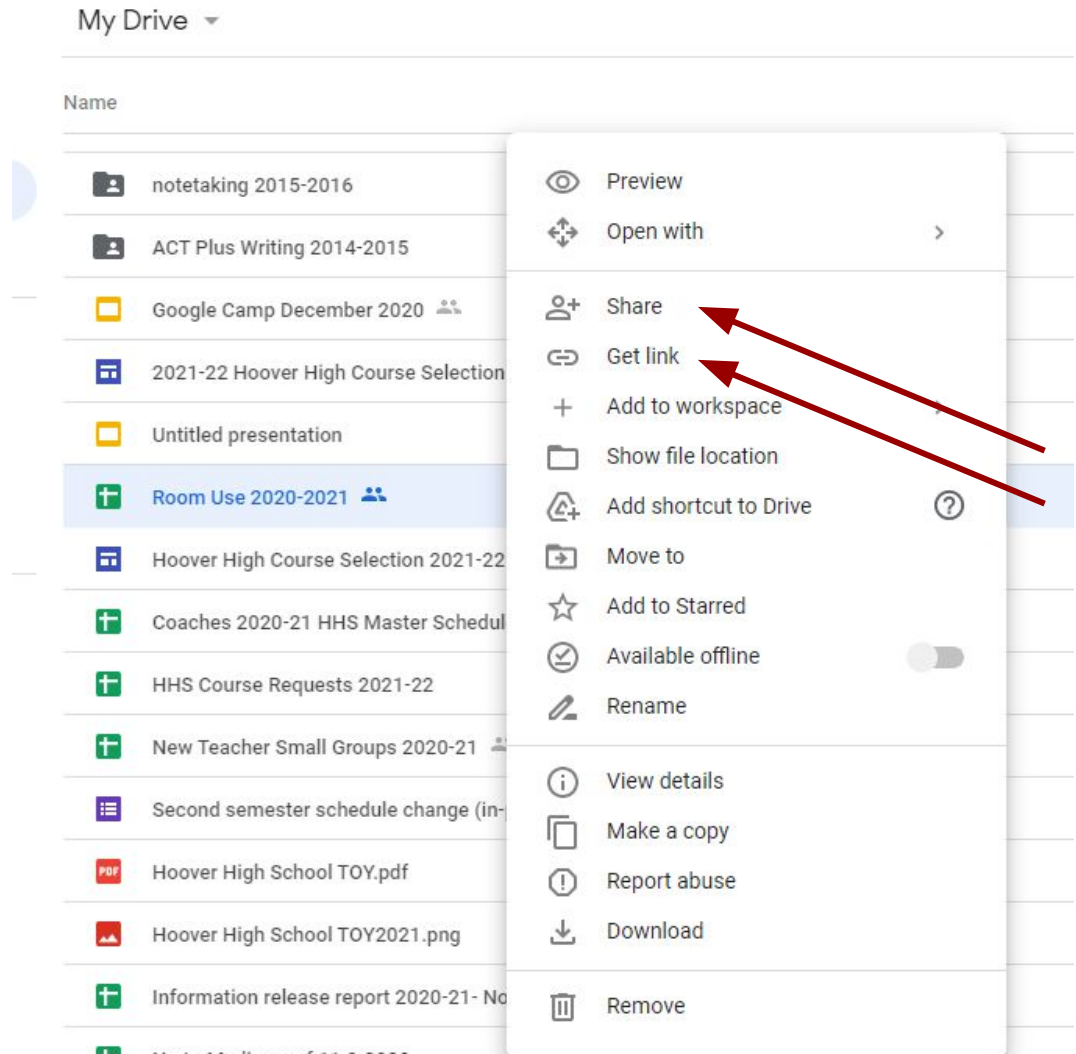 My Drive
Name
notetaking 2015-2016
ACT Plus Writing 2014-2015
Google Camp December 2020
2021-22 Hoover High Course Selection
Untitled presentation
Room Use 2020-2021
Hoover High Course Selection 2021-22
Coaches 2020-21 HHS Master
HHS Course Requests 2021-22
New Teacher Small Groups 2020-21
Second semester schedule change
PDF
Hoover High School TOY.pdf
Hoover High School TOY2021.png
Information release report 2020-21-
Preview
Open with
Share
Get link
Add to workspace
Show file location
Add shortcut to Drive
Move to
Add to Starred
Available offline
Rename
View details
Make a copy
Report abuse
Download
Remove